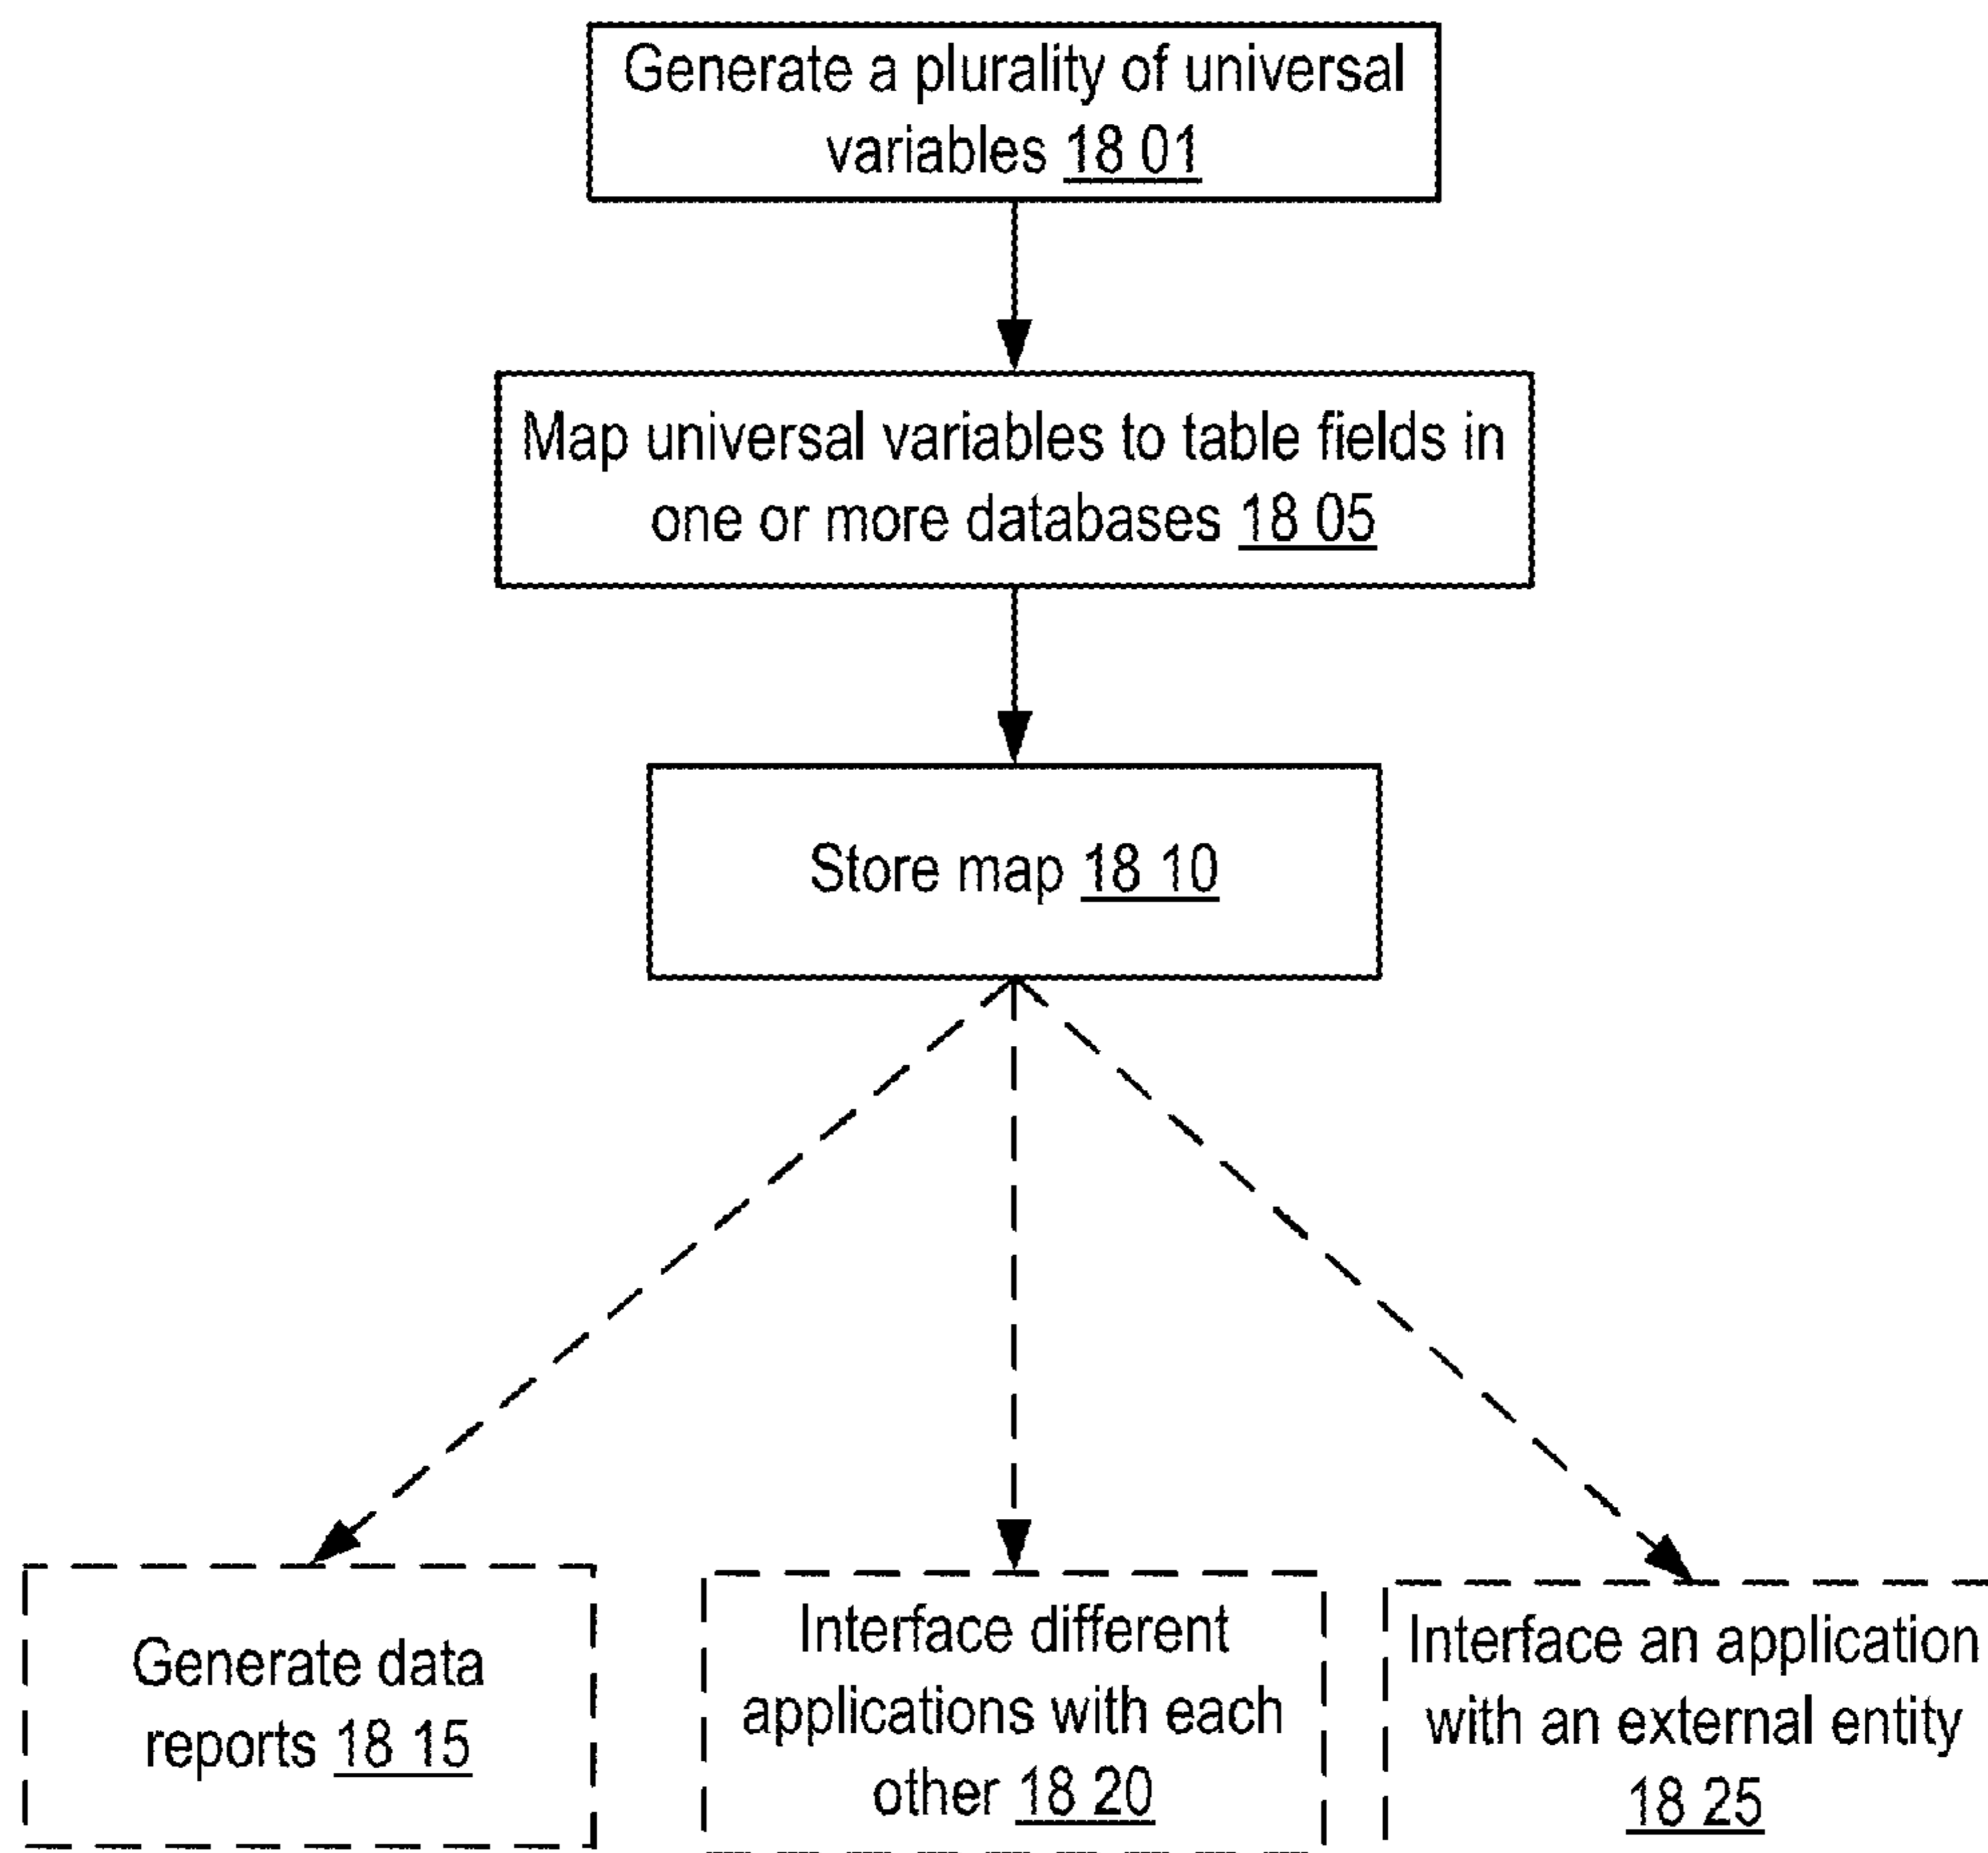 Generate a plurality of universal
variables 18 01
Map universal variables to table fields in
one or more databases 18 05
Store map 18 10
Generate data
reports 18 15
Interface different
applications with each
other 18 20
Interface an application
with an external entity
18 25